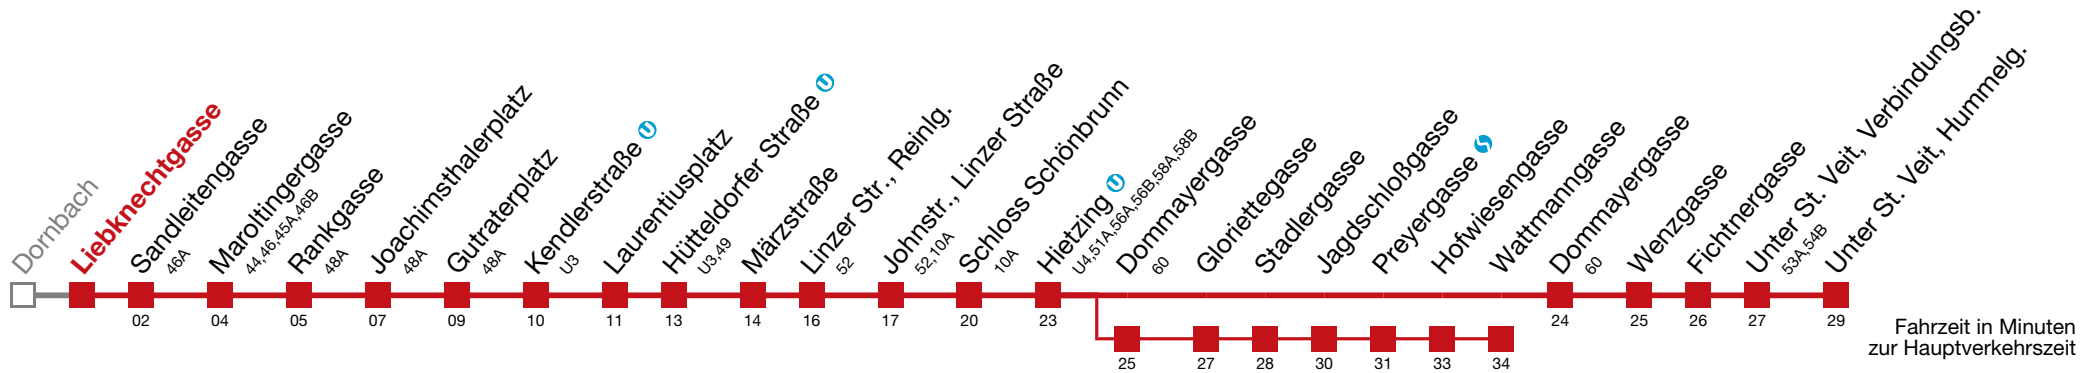 Dornbach
Liebknechtgasse
Sandleitengasse
46A
Maroltingergasse
44,46,45A,46B
Rankgasse
48A
Joachimsthalerplatz
48A
Gutraterplatz
48A
Kendlerstraße U
U3
Laurentiusplatz
Hütteldorfer Straße U
U3,49
Märzstraße
Linzer Str., Reinlg.
52
Johnstr., Linzer Straße
52,10A
Schloss Schönbrunn
10A
Hietzing U
U4,51A,56A,56B,58A,58B
Dommayergasse
60
Gloriettegasse
Stadlergasse
Jagdschloßgasse
Preyergasse S
Hofwiesengasse
Wattmanngasse
Dommayergasse
60
Wenzgasse
Fichtnergasse
Unter St. Veit, Verbindungsb.
53A,54B
Unter St. Veit, Hummelg.
02 04 05 07 09 10 11 13 14 16 17 20 23 24 25 26 27 29
25 27 28 30 31 33 34
Fahrzeit in Minuten
zur Hauptverkehrszeit